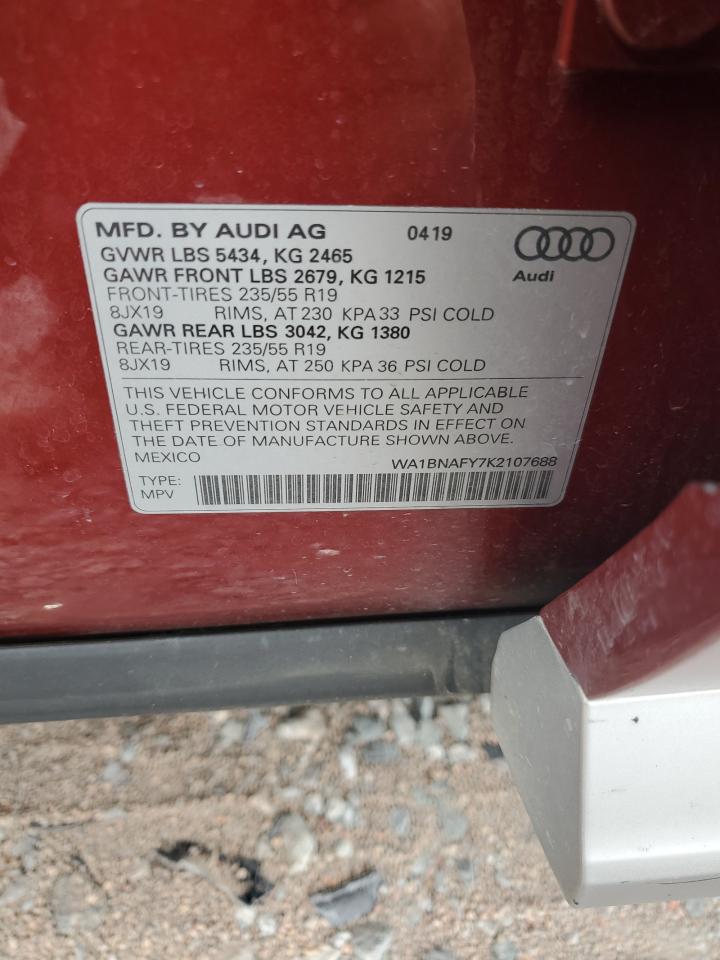 MFD. BY AUDI AG 0419
GVWR LBS 5434, KG 2465
GAWR FRONT LBS 2679, KG 1215
Audi
FRONT-TIRES 235/55 R19
8JX19 RIMS, AT 230 KPA 33 PSI COLD
GAWR REAR LBS 3042, KG 1380
REAR-TIRES 235/55 R19
8JX19 RIMS, AT 250 KPA 36 PSI COLD
THIS VEHICLE CONFORMS TO ALL APPLICABLE
U.S. FEDERAL MOTOR VEHICLE SAFETY AND
THEFT PREVENTION STANDARDS IN EFFECT ON
THE DATE OF MANUFACTURE SHOWN ABOVE.
MEXICO WA1BNAFY7K2107688
TYPE:
MPV